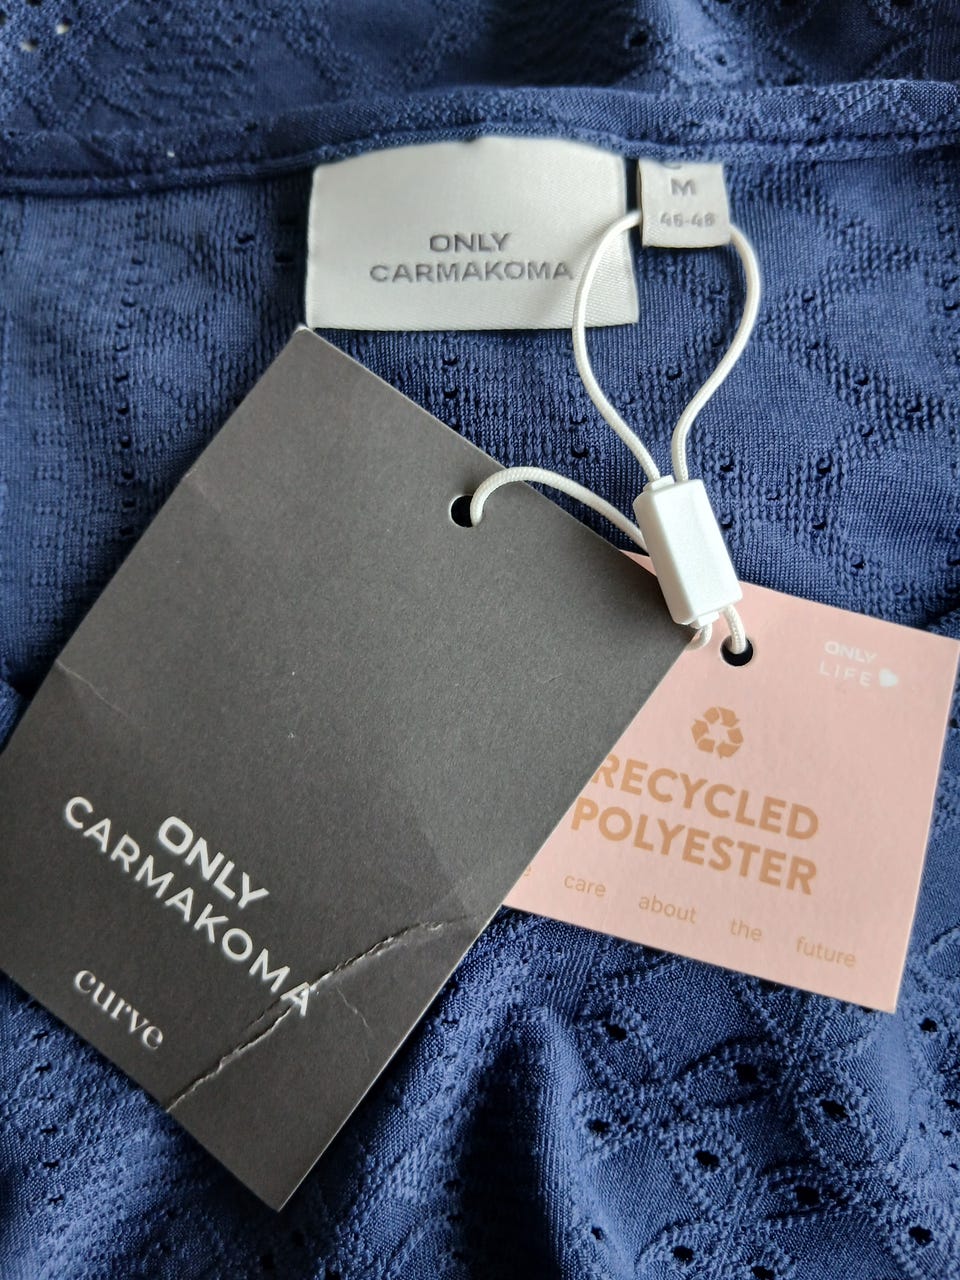 ONLY
CARMAKOMA
M
46-48
ONLY
CARMAKOMA
curve
ONLY
LIFE
RECYCLED
POLYESTER
care about the future